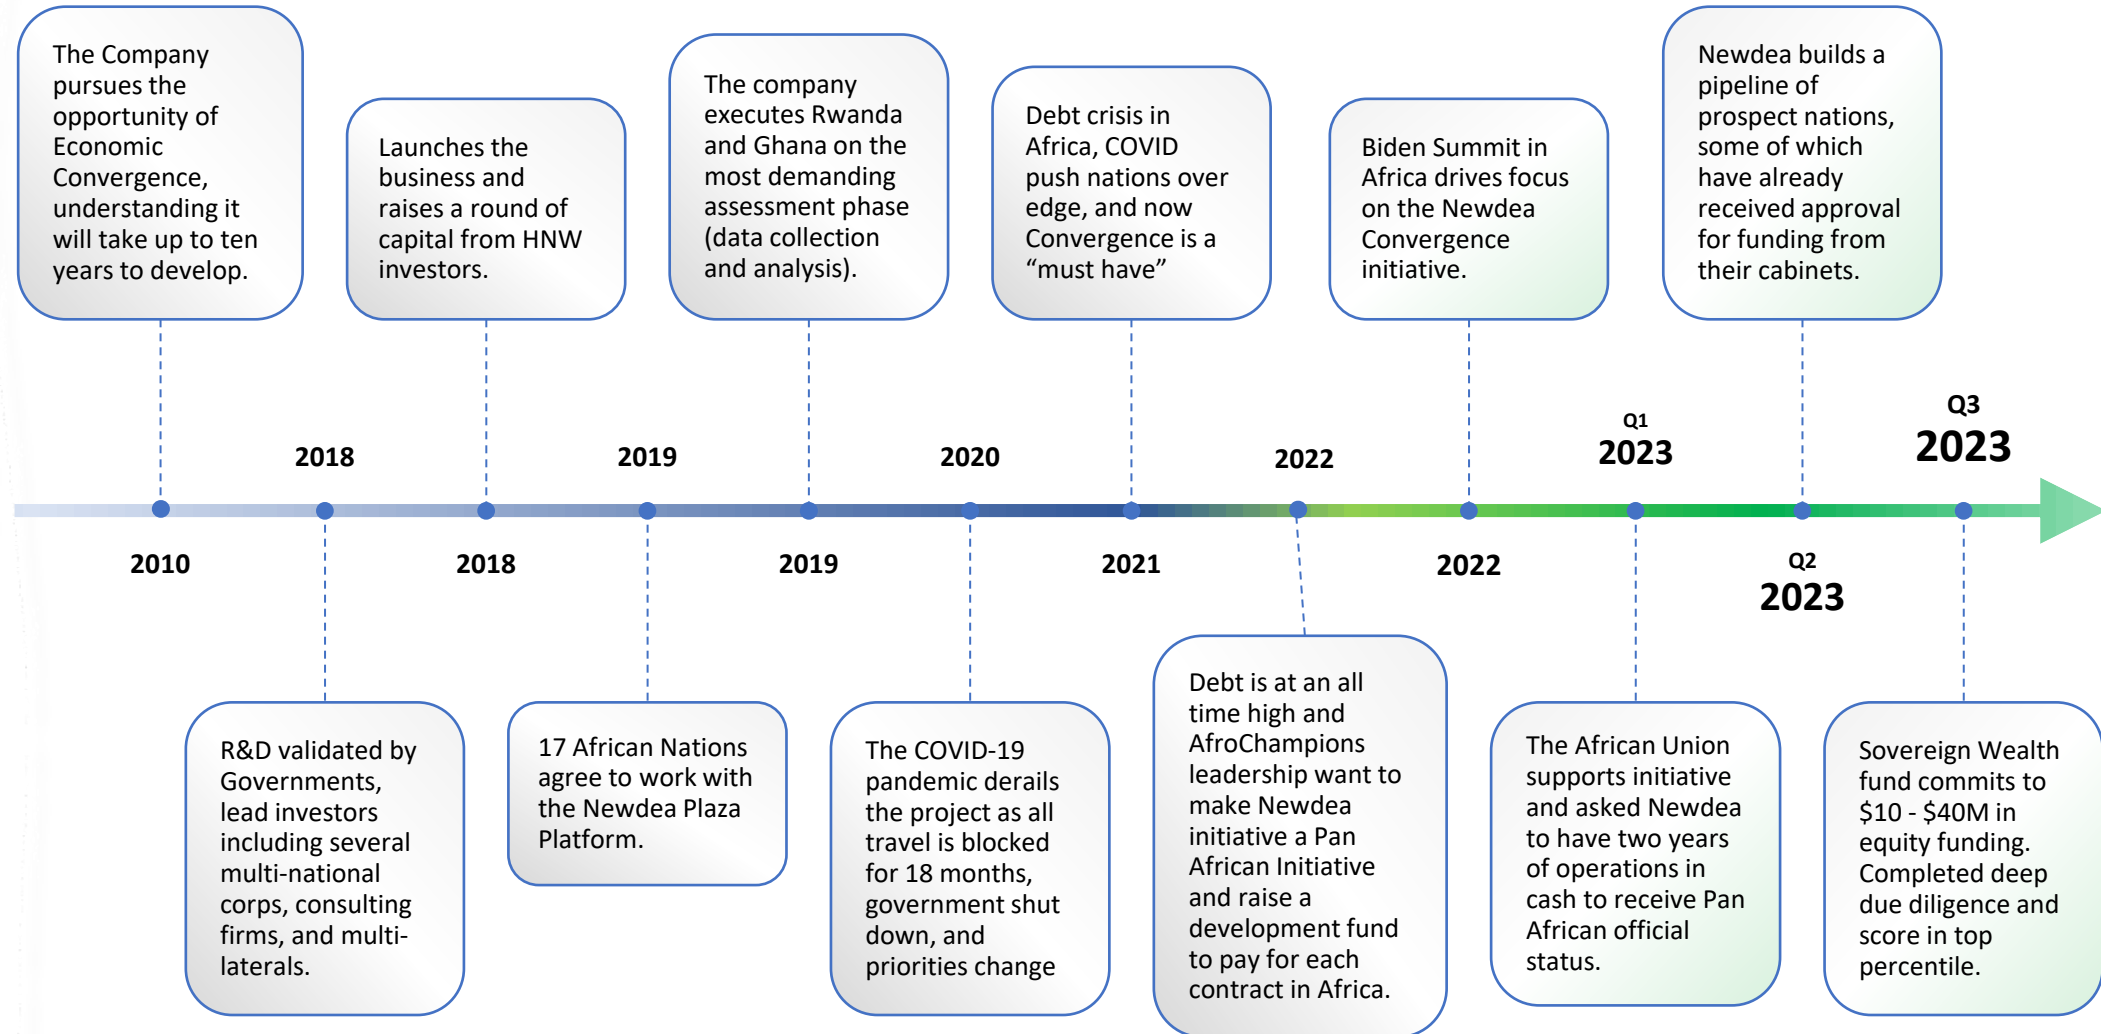 The Company
pursues the
opportunity of
Economic
Convergence,
understanding it
will take up to ten
years to develop.
Launches the
business and
raises a round of
capital from HNW
investors.
The company
executes Rwanda
and Ghana on the
most demanding
assessment phase
(data collection
and analysis).
Debt crisis in
Africa, COVID
push nations over
edge, and now
Convergence is a
“must have”
Biden Summit in
Africa drives focus
on the Newdea
Convergence
initiative.
Newdea builds a
pipeline of
prospect nations,
some of which
have already
received approval
for funding from
their cabinets.
2018
2019
2020
2022
Q1
2023
Q3
2023
2010
2018
2019
2021
2022
Q2
2023
R&D validated by
Governments,
lead investors
including several
multi-national
corps, consulting
firms, and multi-
laterals.
17 African Nations
agree to work with
the Newdea Plaza
Platform.
The COVID-19
pandemic derails
the project as all
travel is blocked
for 18 months,
government shut
down, and
priorities change
Debt is at an all
time high and
AfroChampions
leadership want to
make Newdea
initiative a Pan
African Initiative
and raise a
development fund
to pay for each
contract in Africa.
The African Union
supports initiative
and asked Newdea
to have two years
of operations in
cash to receive Pan
African official
status.
Sovereign Wealth
fund commits to
$10 - $40M in
equity funding.
Completed deep
due diligence and
score in top
percentile.